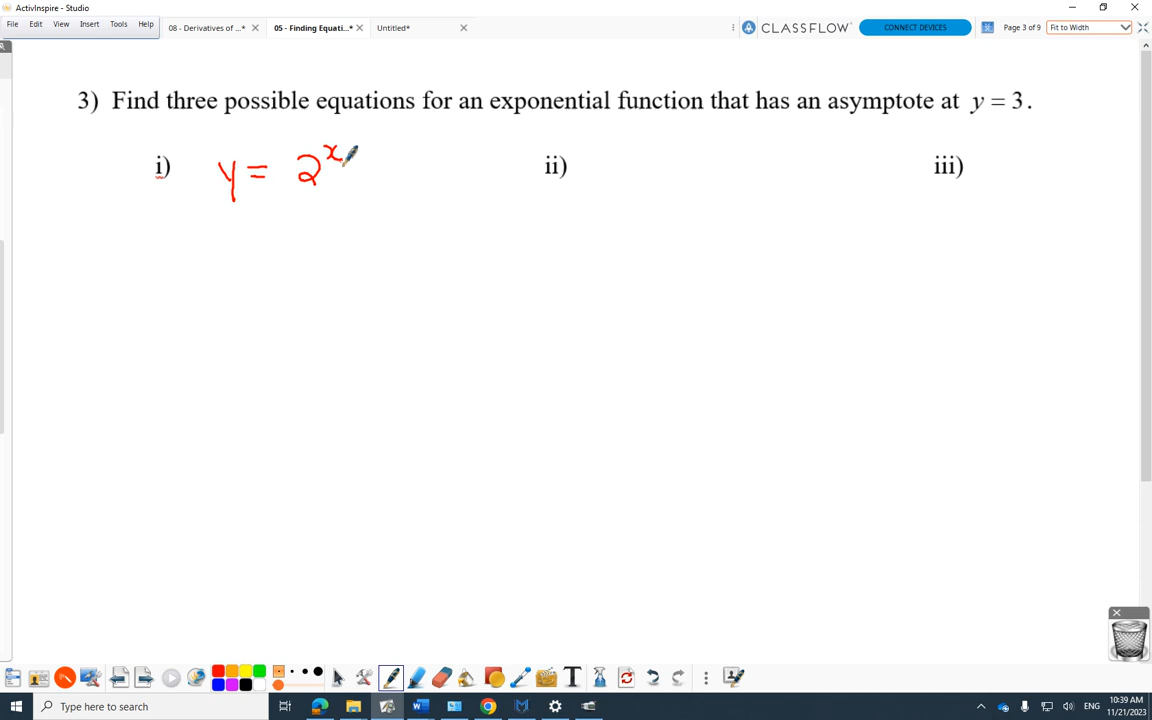 ActivInspire - Studio
File Edit View Insert Tools Help
08 - Derivatives of ...* 05 - Finding Equati...* Untitled*
CLASSFLOW CONNECT DEVICES Page 3 of 9 Fit to Width
3) Find three possible equations for an exponential function that has an asymptote at y = 3.
i) y = 2^x ii) iii)
Type here to search
ENG
10:39 AM
11/21/2023